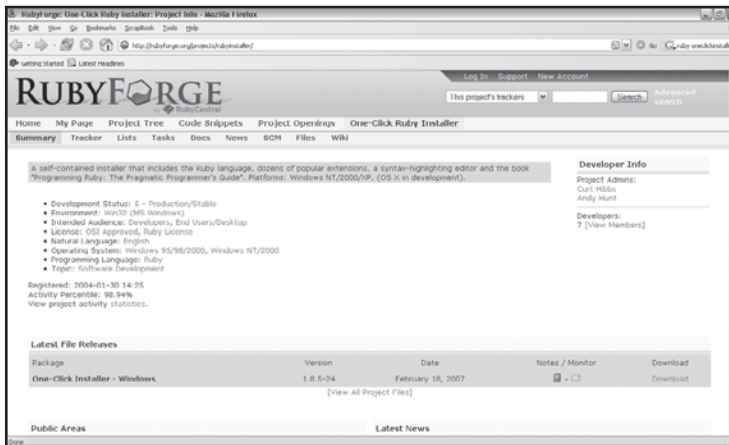 RubyForge: One-Click Ruby Installer: Project Info - Mozilla Firefox
File Edit View Go Bookmarks ScrapBook Tools Help
http://rubyforge.org/projects/rubyinstaller/
Getting Started Latest Headlines
Log In Support New Account
RUBYFORGE
by RubyCentral
This project's trackers Search Advanced search
Home My Page Project Tree Code Snippets Project Openings One-Click Ruby Installer
Summary Tracker Lists Tasks Docs News SCM Files Wiki
A self-contained installer that includes the Ruby language, dozens of popular extensions, a syntax-highlighting editor and the book
"Programming Ruby: The Pragmatic Programmer's Guide". Platforms: Windows NT/2000/XP, (OS X in development).
Developer Info
Project Admins:
Curt Hibbs
Andy Hunt
Developers:
7 [View Members]
Development Status: 5 - Production/Stable
Environment: Win32 (MS Windows)
Intended Audience: Developers, End Users/Desktop
License: OSI Approved, Ruby License
Natural Language: English
Operating System: Windows 95/98/2000, Windows NT/2000
Programming Language: Ruby
Topic: Software Development
Registered: 2004-01-30 14:25
Activity Percentile: 98.94%
View project activity statistics.
Latest File Releases
Package Version Date Notes / Monitor Download
One-Click Installer - Windows 1.8.5-24 February 18, 2007 - Download
[View All Project Files]
Public Areas
Latest News
Done